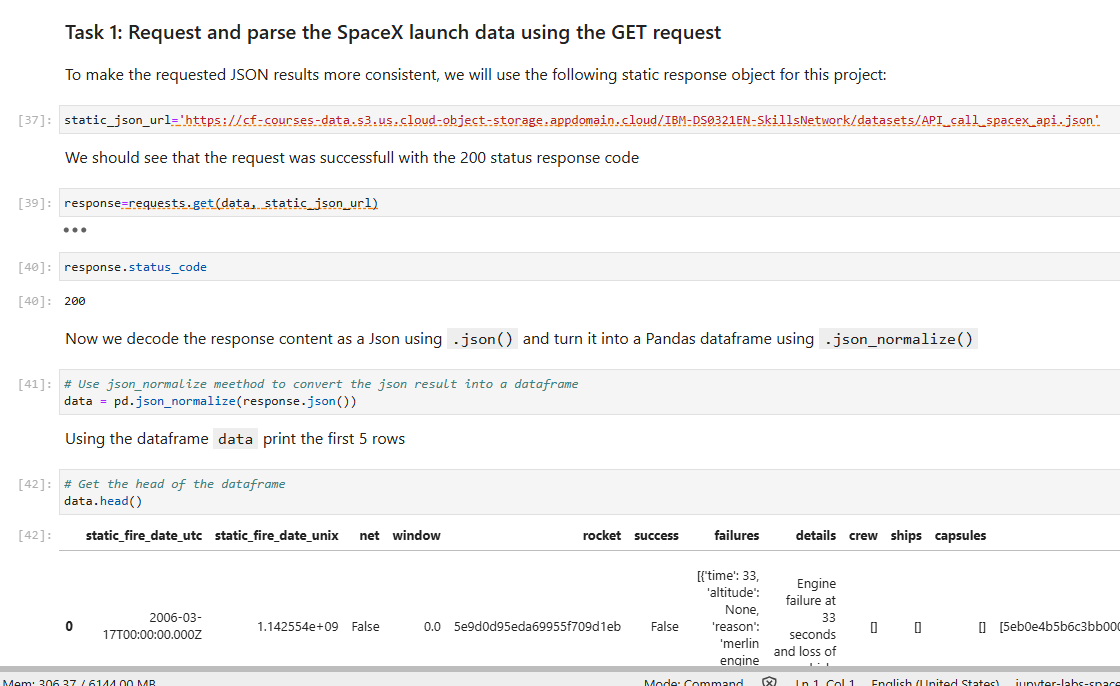 Task 1: Request and parse the SpaceX launch data using the GET request
To make the requested JSON results more consistent, we will use the following static response object for this project:
[37]: static_json_url='https://cf-courses-data.s3.us.cloud-object-storage.appdomain.cloud/IBM-DS0321EN-SkillsNetwork/datasets/API_call_spacex_api.json'
We should see that the request was successfull with the 200 status response code
[39]: response=requests.get(data, static_json_url)
•••
[40]: response.status_code
[40]: 200
Now we decode the response content as a Json using .json() and turn it into a Pandas dataframe using .json_normalize()
[41]: # Use json_normalize meethod to convert the json result into a dataframe
data = pd.json_normalize(response.json())
Using the dataframe data print the first 5 rows
[42]: # Get the head of the dataframe
data.head()
[42]: static_fire_date_utc static_fire_date_unix net window rocket success failures details crew ships capsules
[{'time': 33,
'altitude':
None,
'reason':
'merlin
engine
Engine
failure at
33
seconds
and loss of
0 2006-03-
17T00:00:00.000Z 1.142554e+09 False 0.0 5e9d0d95eda69955f709d1eb False [] [] [] [5eb0e4b5b6c3bb000
Mem: 306.37 / 6144.00 MB Mode: Command Ln 1, Col 1 English (United States) jupyter-labs-space